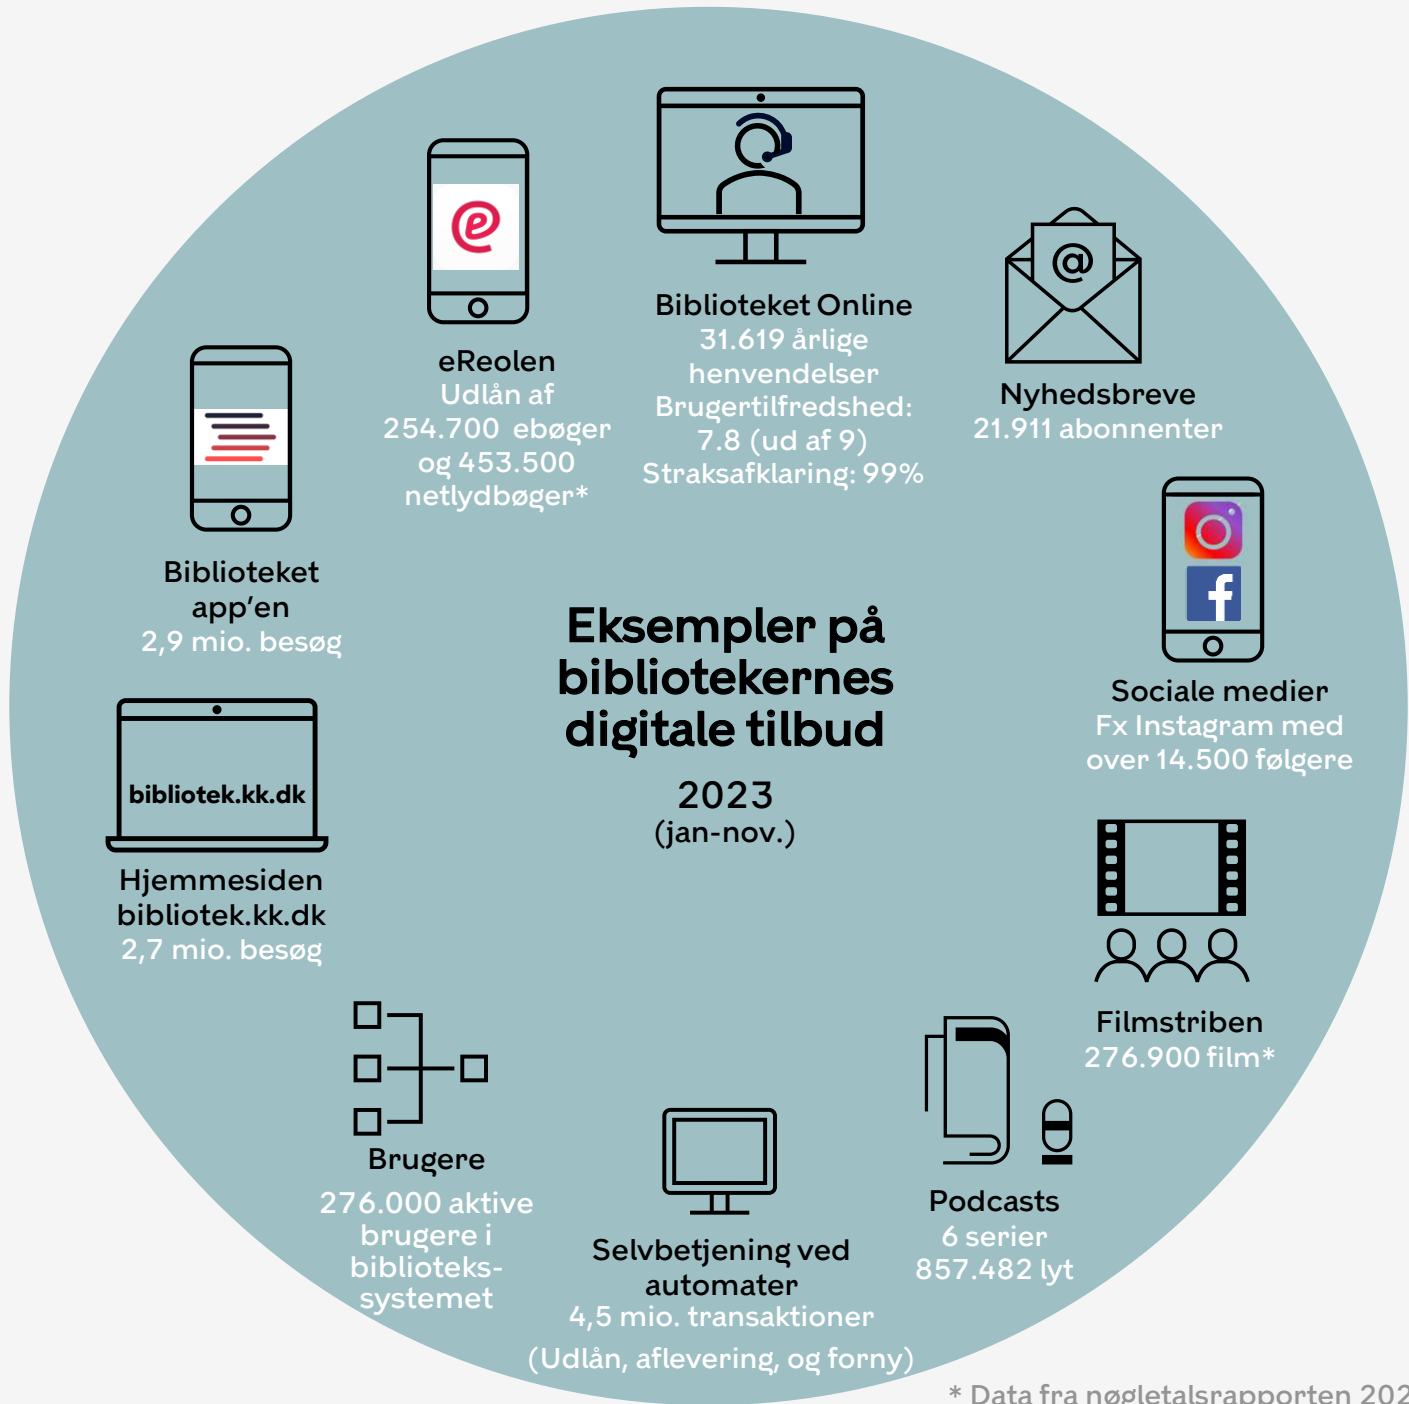 Eksempler på
bibliotekernes
digitale tilbud
2023
(jan-nov.)
Biblioteket Online
31.619 årlige
henvendelser
Brugertilfredshed:
7.8 (ud af 9)
Straksafklaring: 99%
@
Nyhedsbreve
21.911 abonnenter
Sociale medier
Fx Instagram med
over 14.500 følgere
Filmstriben
276.900 film*
Podcasts
6 serier
857.482 lyt
Selvbetjening ved
automater
4,5 mio. transaktioner
(Udlån, aflevering, og forny)
Brugere
276.000 aktive
brugere i
biblioteks-
systemet
bibliotek.kk.dk
Hjemmesiden
bibliotek.kk.dk
2,7 mio. besøg
Biblioteket
app'en
2,9 mio. besøg
eReolen
Udlån af
254.700 ebøger
og 453.500
netlydbøger*
* Data fra nøgletalsrapporten